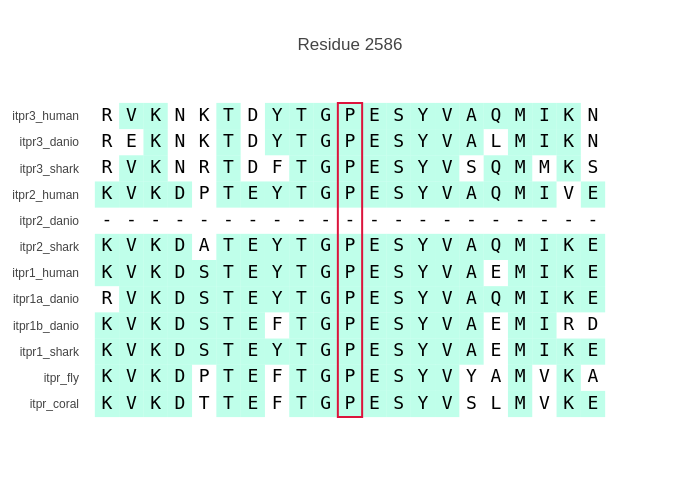 Residue 2586
itpr3_human R V K N K T D Y T G P E S Y V A Q M I K N
itpr3_danio R E K N K T D Y T G P E S Y V A L M I K N
itpr3_shark R V K N R T D F T G P E S Y V S Q M M K S
itpr2_human K V K D P T E Y T G P E S Y V A Q M I V E
itpr2_danio - - - - - - - - - - - - - - - - - - - - -
itpr2_shark K V K D A T E Y T G P E S Y V A Q M I K E
itpr1_human K V K D S T E Y T G P E S Y V A E M I K E
itpr1a_danio R V K D S T E Y T G P E S Y V A Q M I K E
itpr1b_danio K V K D S T E F T G P E S Y V A E M I R D
itpr1_shark K V K D S T E Y T G P E S Y V A E M I K E
itpr_fly K V K D P T E F T G P E S Y V Y A M V K A
itpr_coral K V K D T T E F T G P E S Y V S L M V K E